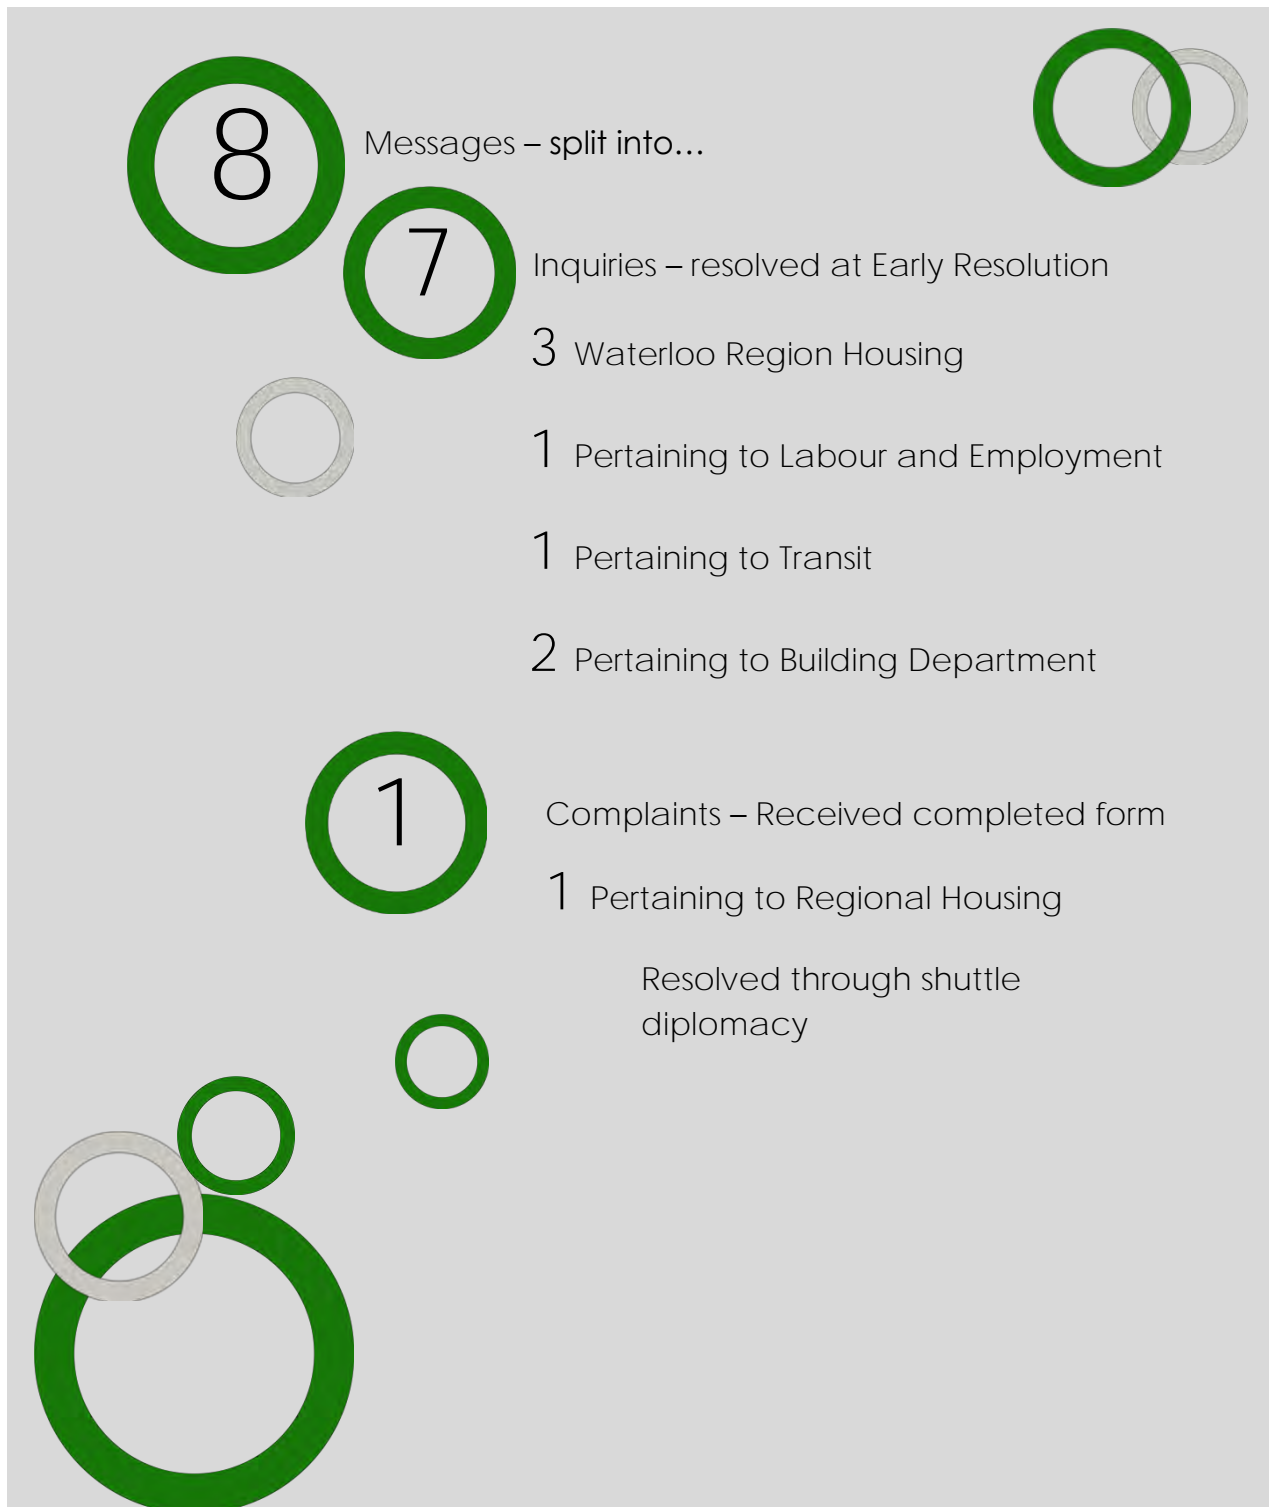 8
Messages – split into…
7
Inquiries – resolved at Early Resolution
3 Waterloo Region Housing
1 Pertaining to Labour and Employment
1 Pertaining to Transit
2 Pertaining to Building Department
1
Complaints – Received completed form
1 Pertaining to Regional Housing
Resolved through shuttle
diplomacy